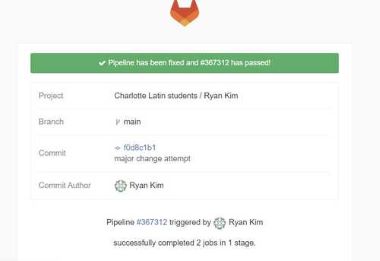 Pipeline has been fixed and #367312 has passed!
Project Charlotte Latin students / Ryan Kim
Branch main
Commit f0d8c1b1
major change attempt
Commit Author Ryan Kim
Pipeline #367312 triggered by Ryan Kim
successfully completed 2 jobs in 1 stage.